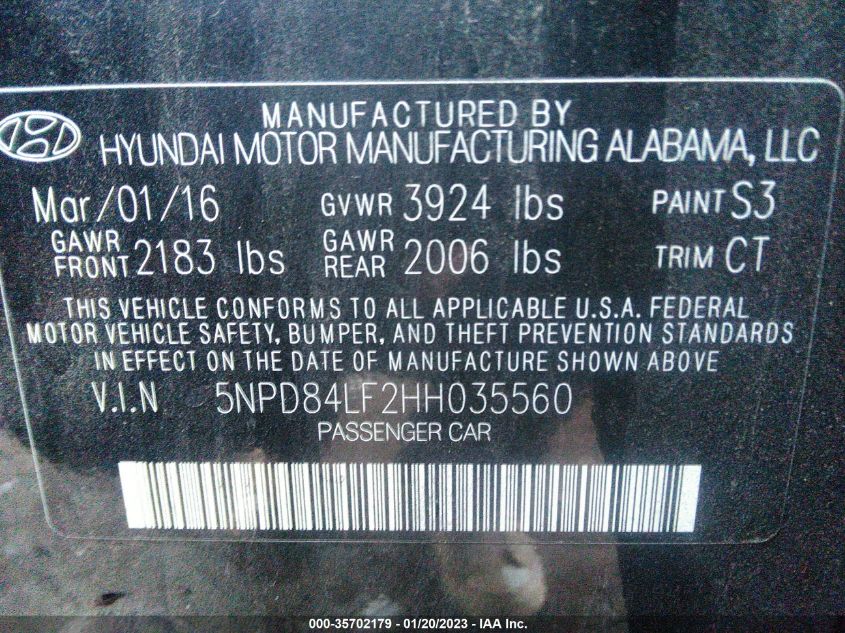 MANUFACTURED BY
HYUNDAI MOTOR MANUFACTURING ALABAMA, LLC
Mar/01/16 GVWR 3924 lbs PAINT S3
GAWR FRONT 2183 lbs GAWR REAR 2006 lbs TRIM CT
THIS VEHICLE CONFORMS TO ALL APPLICABLE U.S.A. FEDERAL
MOTOR VEHICLE SAFETY, BUMPER, AND THEFT PREVENTION STANDARDS
IN EFFECT ON THE DATE OF MANUFACTURE SHOWN ABOVE
V.I.N 5NPD84LF2HH035560
PASSENGER CAR
000-35702179 - 01/20/2023 - IAA Inc.